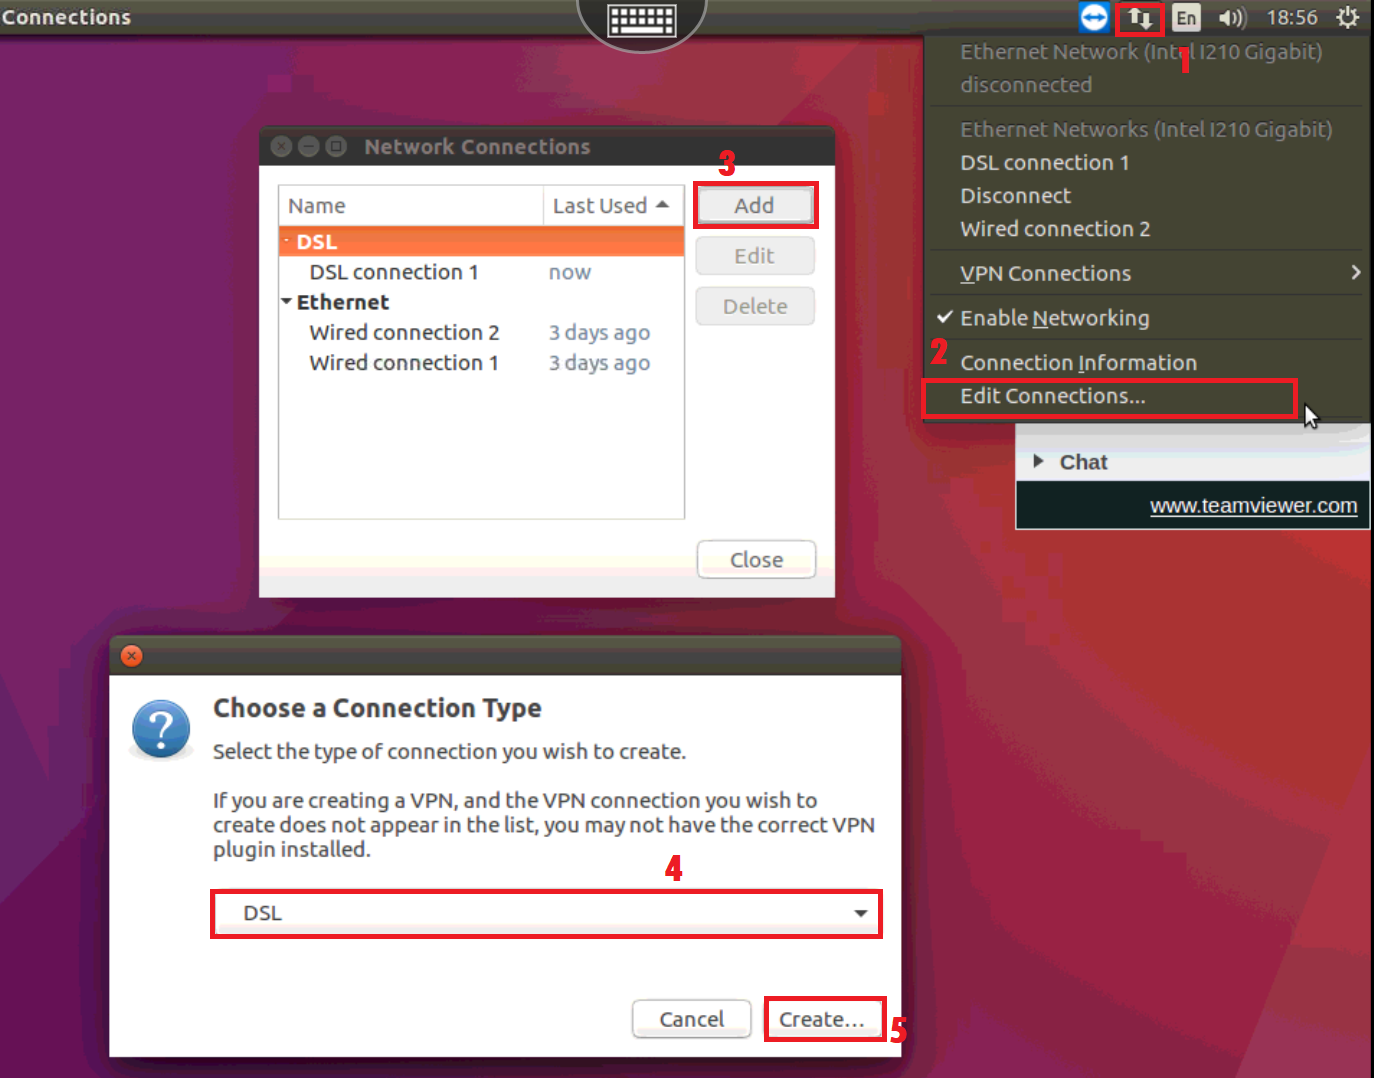 Connections
En
18:56
1
Ethernet Network (Intel I210 Gigabit)
disconnected
Ethernet Networks (Intel I210 Gigabit)
DSL connection 1
Disconnect
Wired connection 2
VPN Connections
Enable Networking
2
Connection Information
Edit Connections...
Chat
www.teamviewer.com
Network Connections
3
Name Last Used
Add
DSL
Edit
DSL connection 1 now
Ethernet
Delete
Wired connection 2 3 days ago
Wired connection 1 3 days ago
Close
Choose a Connection Type
Select the type of connection you wish to create.
If you are creating a VPN, and the VPN connection you wish to
create does not appear in the list, you may not have the correct VPN
plugin installed.
4
DSL
Cancel
Create...
5